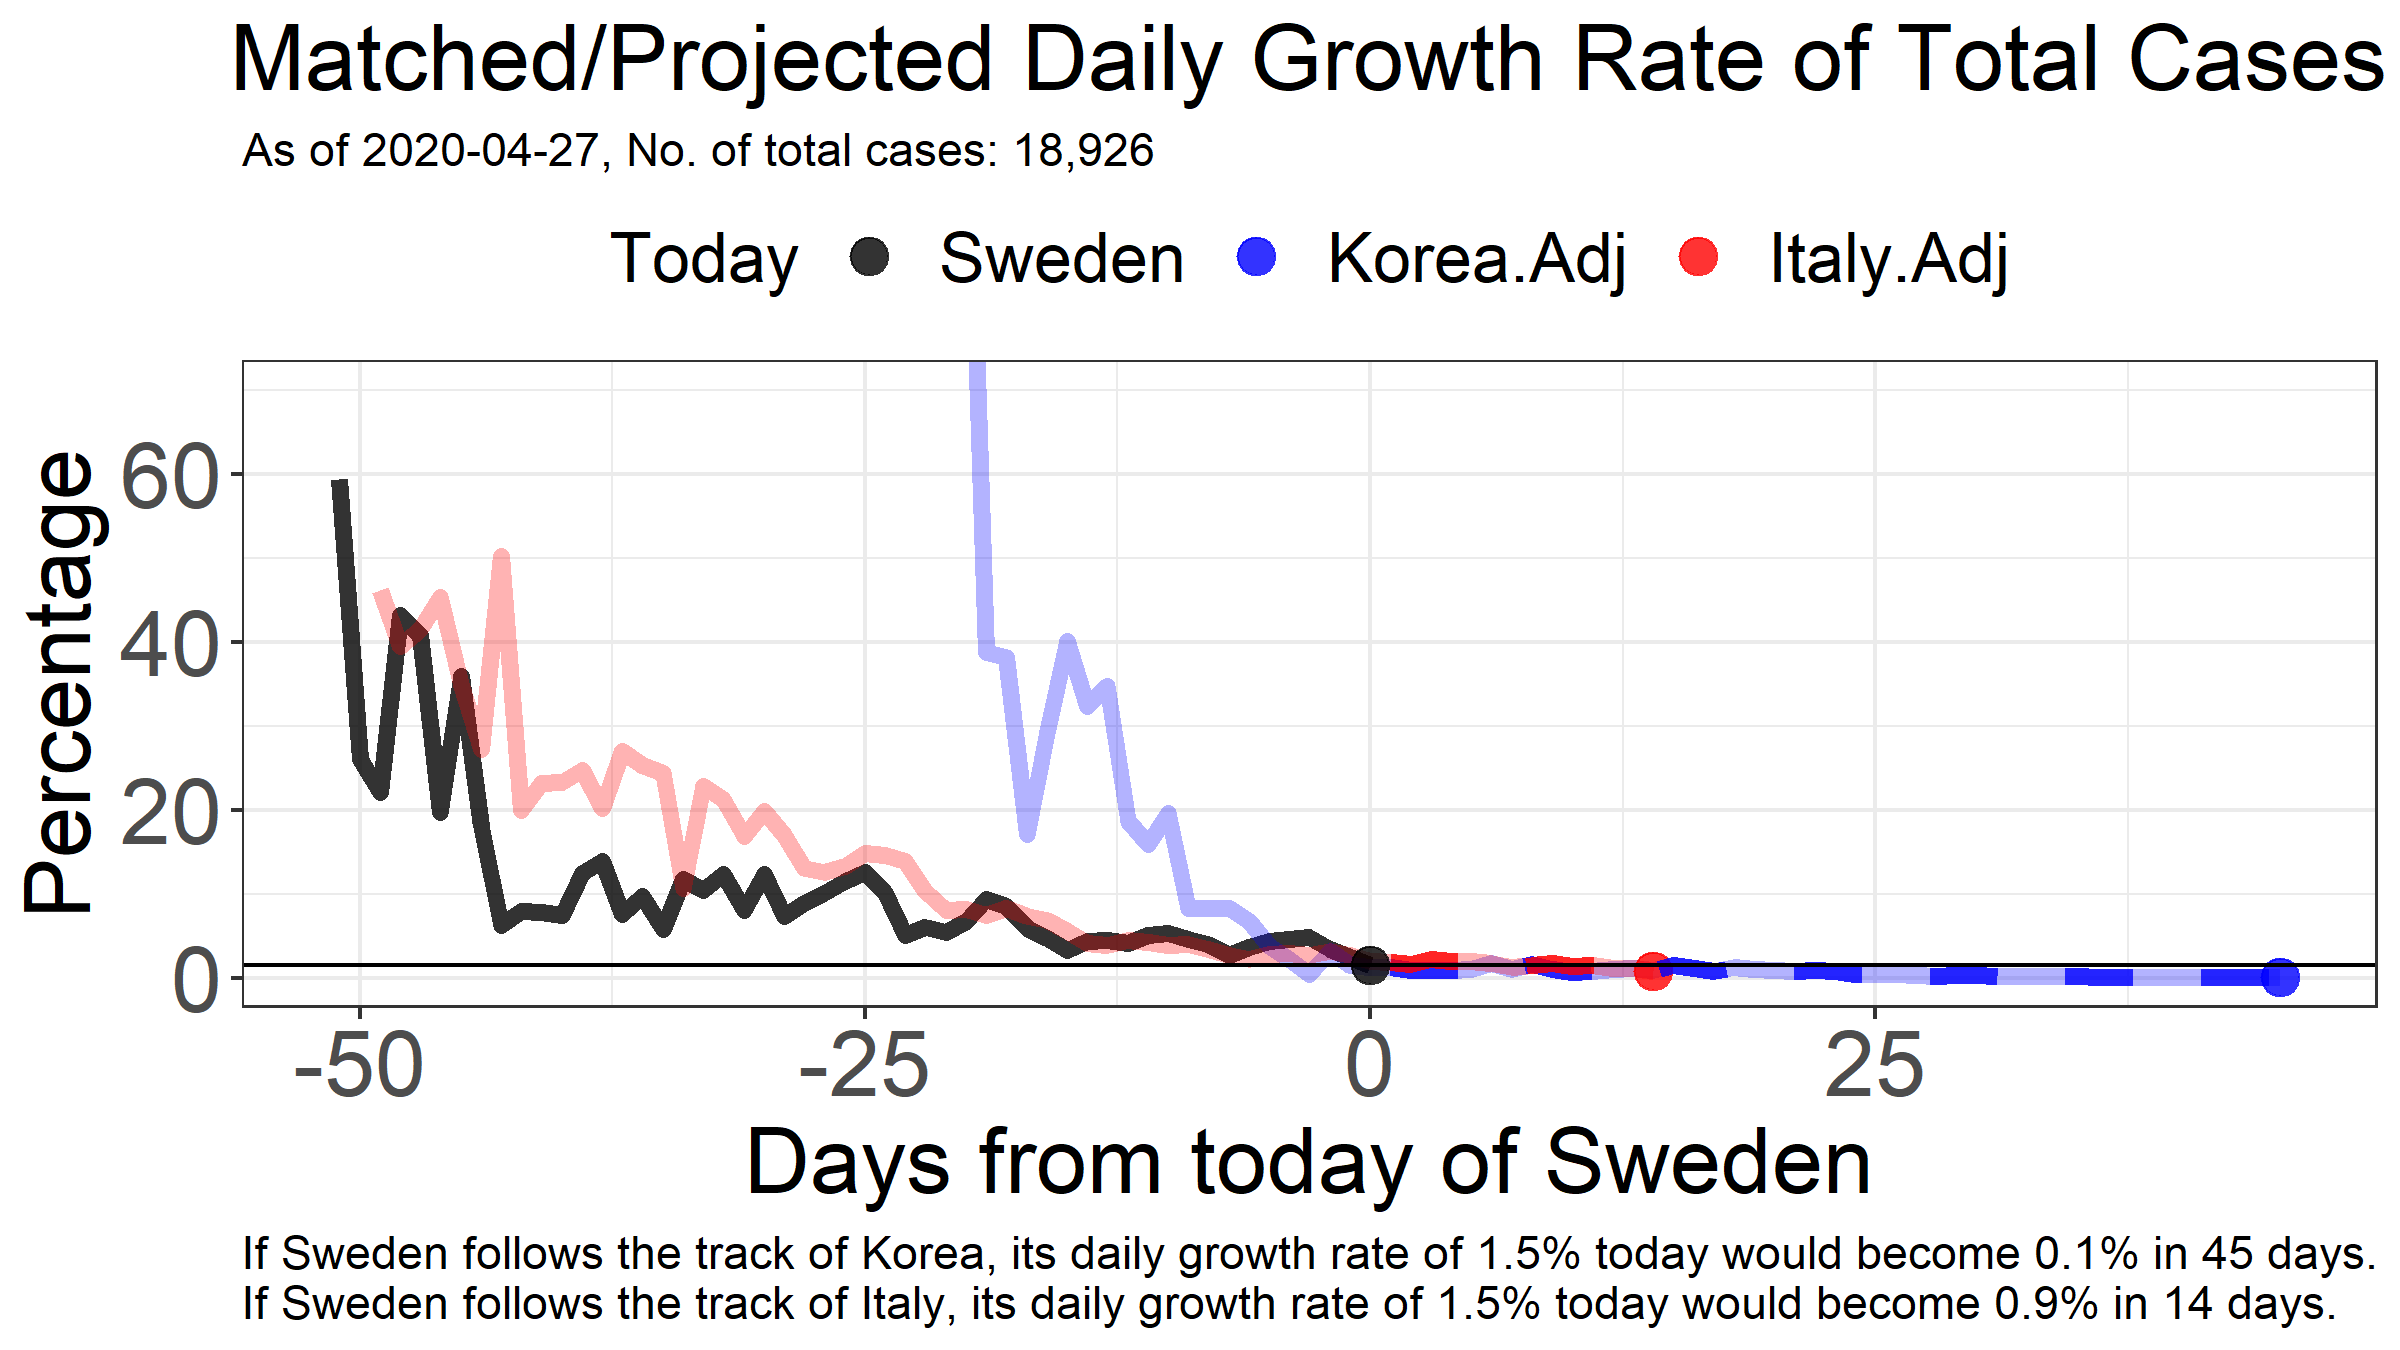 Matched/Projected Daily Growth Rate of Total Cases
As of 2020-04-27, No. of total cases: 18,926
Today Sweden Korea.Adj Italy.Adj
Percentage
60
40
20
0
-50 -25 0 25
Days from today of Sweden
If Sweden follows the track of Korea, its daily growth rate of 1.5% today would become 0.1% in 45 days.
If Sweden follows the track of Italy, its daily growth rate of 1.5% today would become 0.9% in 14 days.